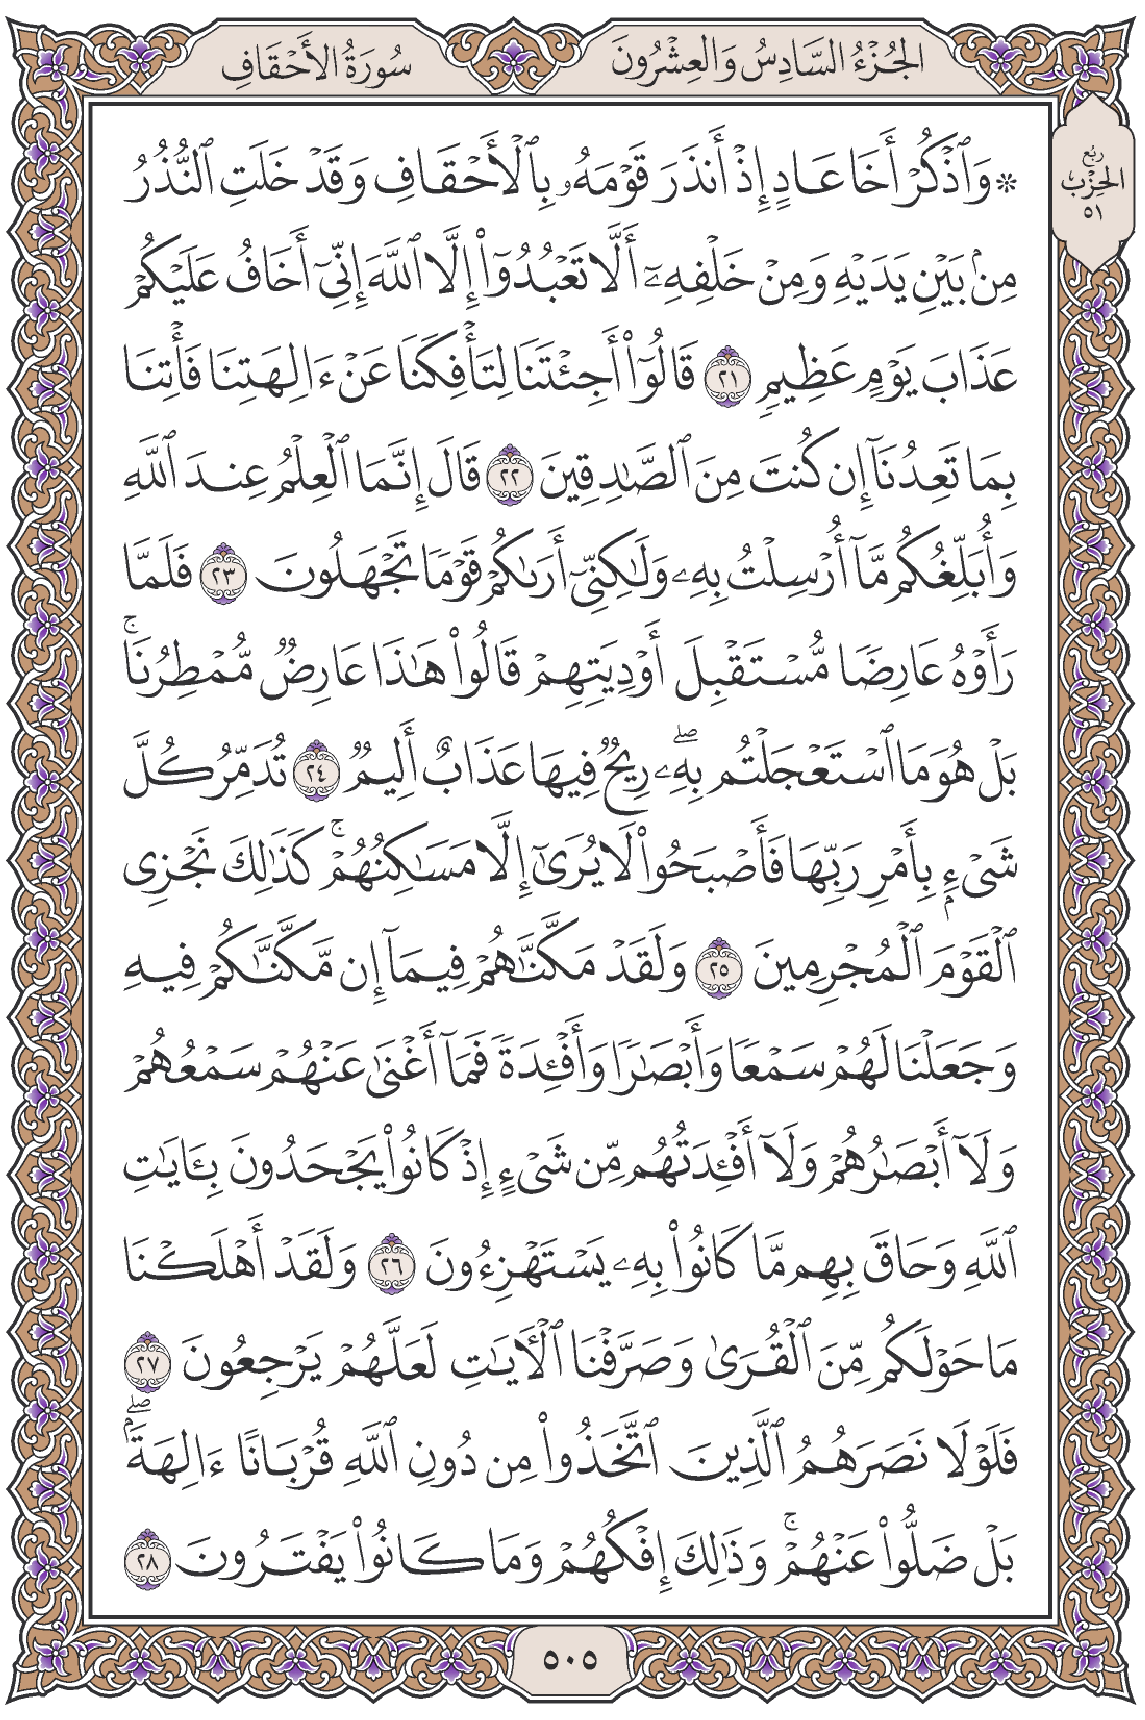 الجُزْءُ السَّادِسُ وَالعِشْرُونَ
سُورَةُ الأَحْقَافِ
رُبْع
الحِزْب
٥١
۞ وَٱذْكُرْ أَخَا عَادٍ إِذْ أَنذَرَ قَوْمَهُۥ بِٱلْأَحْقَافِ وَقَدْ خَلَتِ ٱلنُّذُرُ
مِنۢ بَيْنِ يَدَيْهِ وَمِنْ خَلْفِهِۦٓ أَلَّا تَعْبُدُوٓا۟ إِلَّا ٱللَّهَ إِنِّىٓ أَخَافُ عَلَيْكُمْ
عَذَابَ يَوْمٍ عَظِيمٍ ٢١ قَالُوٓا۟ أَجِئْتَنَا لِتَأْفِكَنَا عَنْ ءَالِهَتِنَا فَأْتِنَا
بِمَا تَعِدُنَآ إِن كُنتَ مِنَ ٱلصَّٰدِقِينَ ٢٢ قَالَ إِنَّمَا ٱلْعِلْمُ عِندَ ٱللَّهِ
وَأُبَلِّغُكُم مَّآ أُرْسِلْتُ بِهِۦ وَلَٰكِنِّىٓ أَرَىٰكُمْ قَوْمًا تَجْهَلُونَ ٢٣ فَلَمَّا
رَأَوْهُ عَارِضًا مُّسْتَقْبِلَ أَوْدِيَتِهِمْ قَالُوا۟ هَٰذَا عَارِضٌ مُّمْطِرُنَا ۚ
بَلْ هُوَ مَا ٱسْتَعْجَلْتُم بِهِۦ ۖ رِيحٌ فِيهَا عَذَابٌ أَلِيمٌ ٢٤ تُدَمِّرُ كُلَّ
شَىْءٍۭ بِأَمْرِ رَبِّهَا فَأَصْبَحُوا۟ لَا يُرَىٰٓ إِلَّا مَسَٰكِنُهُمْ ۚ كَذَٰلِكَ نَجْزِى
ٱلْقَوْمَ ٱلْمُجْرِمِينَ ٢٥ وَلَقَدْ مَكَّنَّٰهُمْ فِيمَآ إِن مَّكَّنَّٰكُمْ فِيهِ
وَجَعَلْنَا لَهُمْ سَمْعًا وَأَبْصَٰرًا وَأَفْـِٔدَةً فَمَآ أَغْنَىٰ عَنْهُمْ سَمْعُهُمْ
وَلَآ أَبْصَٰرُهُمْ وَلَآ أَفْـِٔدَتُهُم مِّن شَىْءٍ إِذْ كَانُوا۟ يَجْحَدُونَ بِـَٔايَٰتِ
ٱللَّهِ وَحَاقَ بِهِم مَّا كَانُوا۟ بِهِۦ يَسْتَهْزِءُونَ ٢٦ وَلَقَدْ أَهْلَكْنَا
مَا حَوْلَكُم مِّنَ ٱلْقُرَىٰ وَصَرَّفْنَا ٱلْـَٔايَٰتِ لَعَلَّهُمْ يَرْجِعُونَ ٢٧
فَلَوْلَا نَصَرَهُمُ ٱلَّذِينَ ٱتَّخَذُوا۟ مِن دُونِ ٱللَّهِ قُرْبَانًا ءَالِهَةًۢ ۖ
بَلْ ضَلُّوا۟ عَنْهُمْ ۚ وَذَٰلِكَ إِفْكُهُمْ وَمَا كَانُوا۟ يَفْتَرُونَ ٢٨
٥٠٥